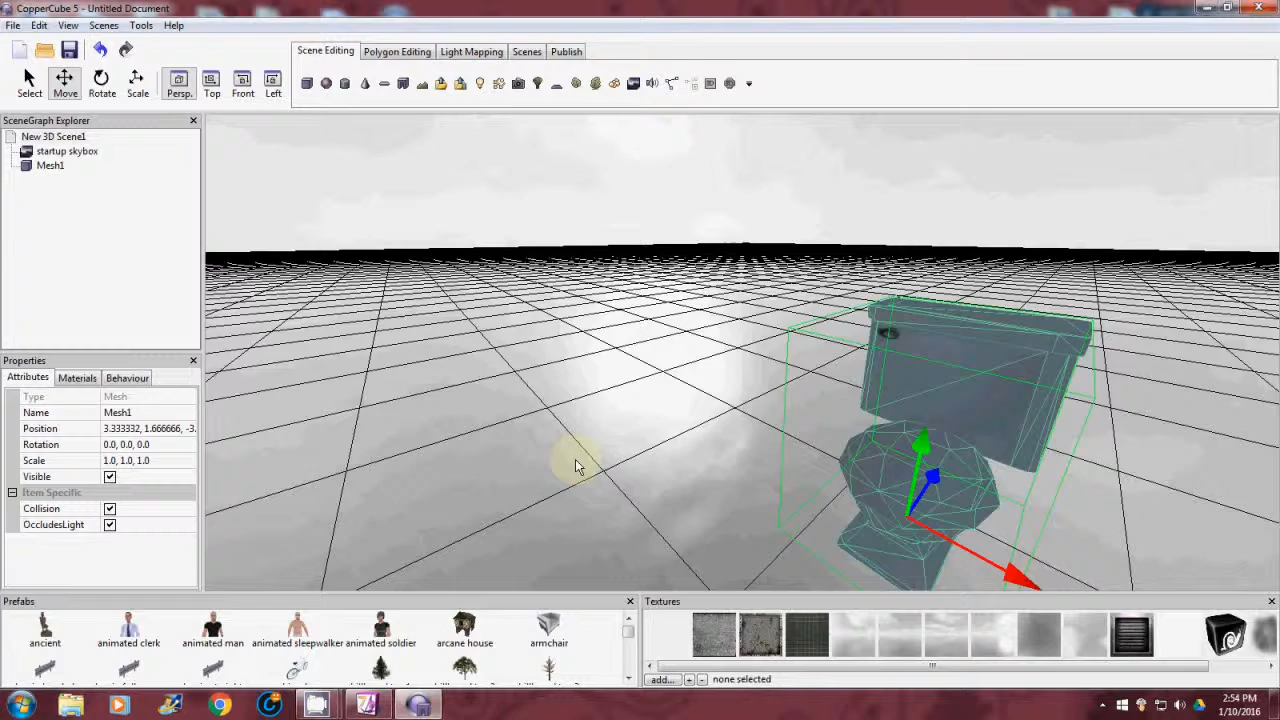 CopperCube 5 - Untitled Document
File Edit View Scenes Tools Help
Scene Editing Polygon Editing Light Mapping Scenes Publish
Select Move Rotate Scale Persp. Top Front Left
SceneGraph Explorer
New 3D Scene1
startup skybox
Mesh1
Properties
Attributes Materials Behaviour
Type Mesh
Name Mesh1
Position 3.333332, 1.666666, -3.
Rotation 0.0, 0.0, 0.0
Scale 1.0, 1.0, 1.0
Visible
Item Specific
Collision
OccludesLight
Prefabs
ancient animated clerk animated man animated sleepwalker animated soldier arcane house armchair
Textures
add... + - none selected
2:54 PM
1/10/2016